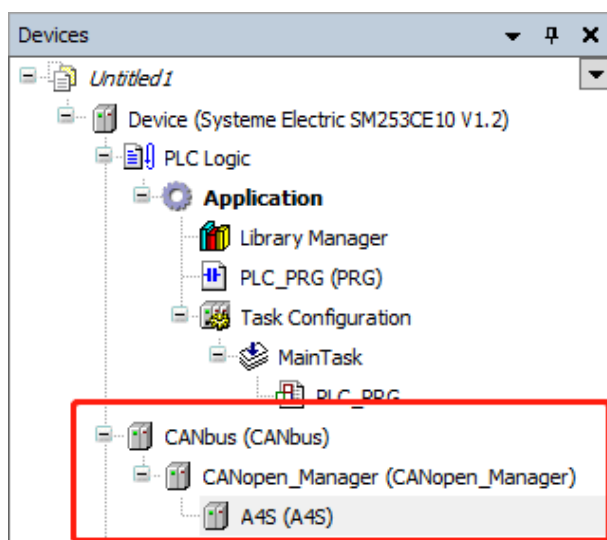 Devices
Untitled1
Device (Systeme Electric SM253CE10 V1.2)
PLC Logic
Application
Library Manager
PLC_PRG (PRG)
Task Configuration
MainTask
PLC_PRG
CANbus (CANbus)
CANopen_Manager (CANopen_Manager)
A4S (A4S)